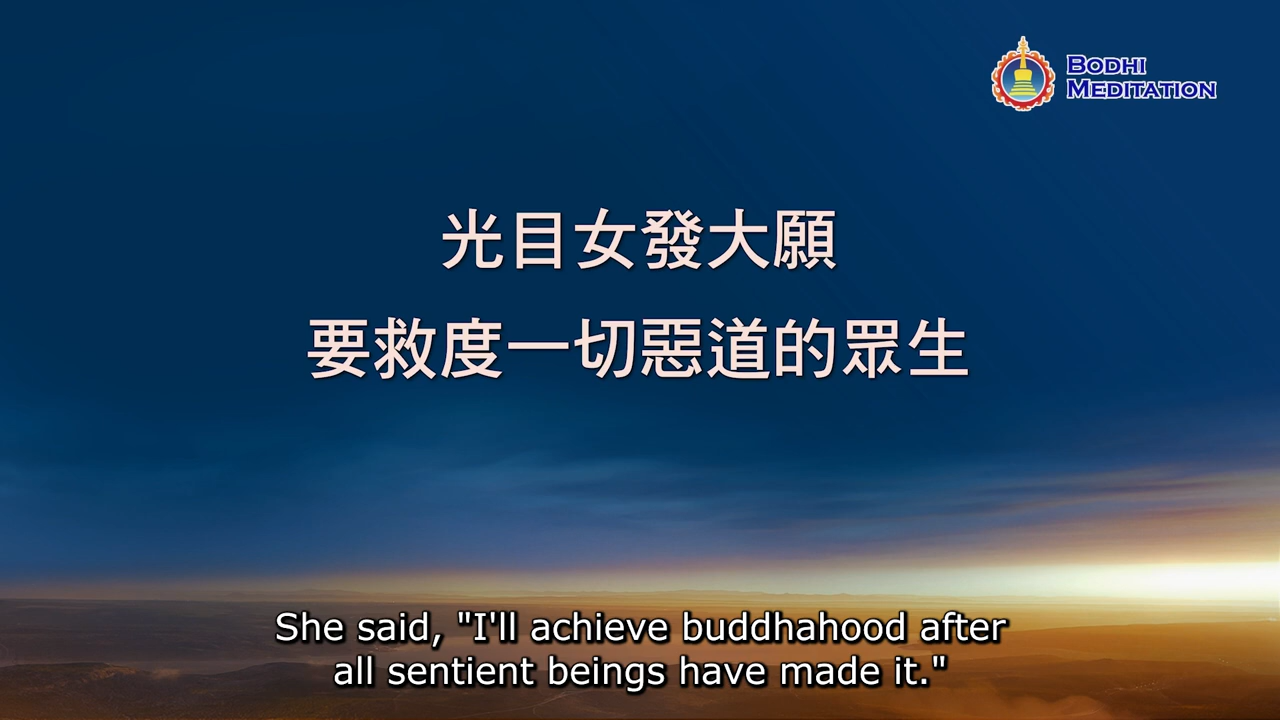 BODHI
MEDITATION
光目女發大願
要救度一切惡道的眾生
She said, "I'll achieve buddhahood after
all sentient beings have made it."